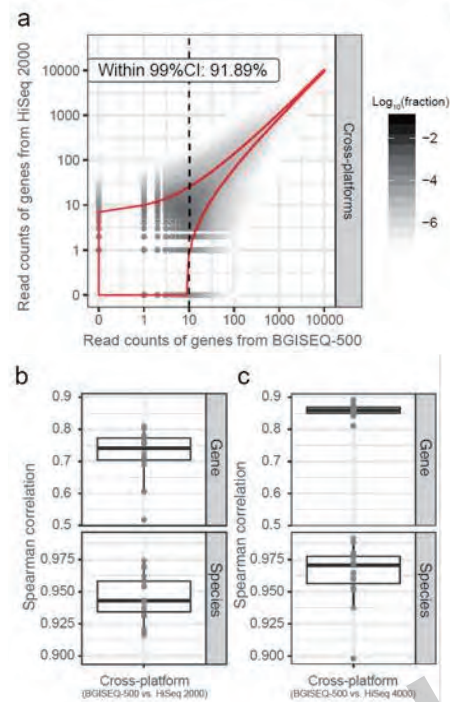 a
Within 99%CI: 91.89%
Read counts of genes from HiSeq 2000
10000
1000
100
10
1
0
0
1
10
100
1000
10000
Read counts of genes from BGISEQ-500
Cross-platforms
Log10(fraction)
−2
−4
−6
b
Spearman correlation
0.9
0.8
0.7
0.6
0.5
Gene
0.975
0.950
0.925
0.900
Species
Cross-platform
(BGISEQ-500 vs. HiSeq 2000)
c
Spearman correlation
0.9
0.8
0.7
0.6
0.5
Gene
0.975
0.950
0.925
0.900
Species
Cross-platform
(BGISEQ-500 vs. HiSeq 4000)